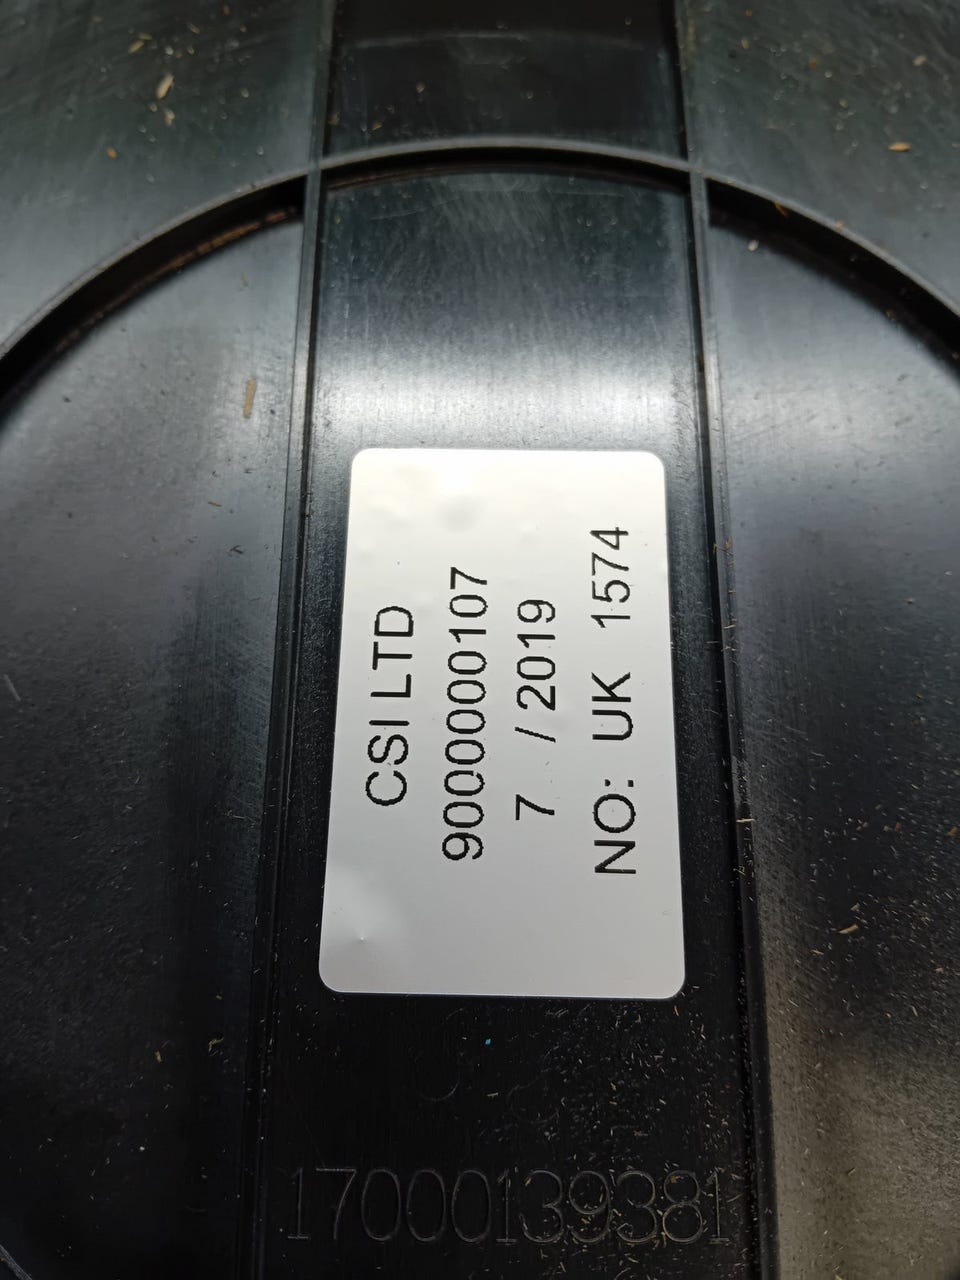 CSI LTD
9000000107
7 / 2019
NO: UK 1574
17000139381